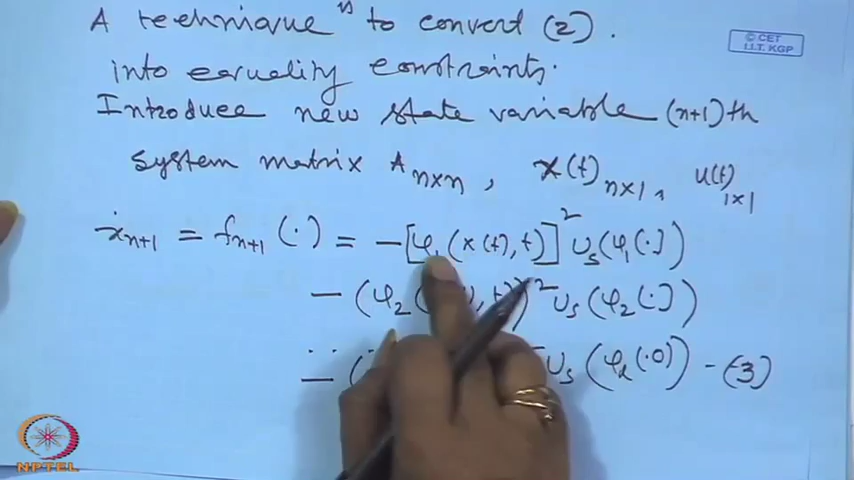 A technique" to convert (2).
© CET
I.I.T. KGP
into equality constraints.
Introduce new state variable (n+1)th
system matrix A n×n , x(t) n×1 , u(t) 1×1
ẋn+1 = fn+1 (·) = -[φ1(x(t), t)]² Us(φ1(·))
-(φ2( , t))² Us(φ2(·))
- ( Us(φℓ(·)) - (3)
NPTEL